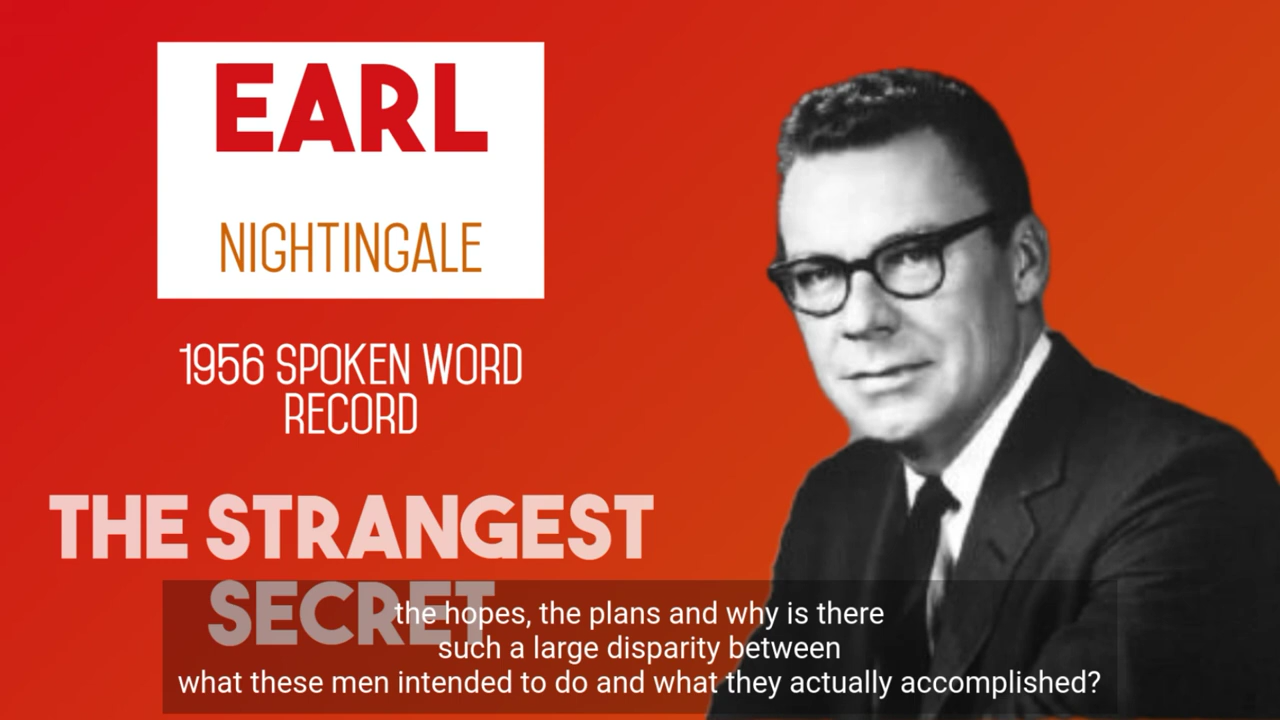 EARL
NIGHTINGALE
1956 SPOKEN WORD
RECORD
THE STRANGEST
SECRET
the hopes, the plans and why is there
such a large disparity between
what these men intended to do and what they actually accomplished?